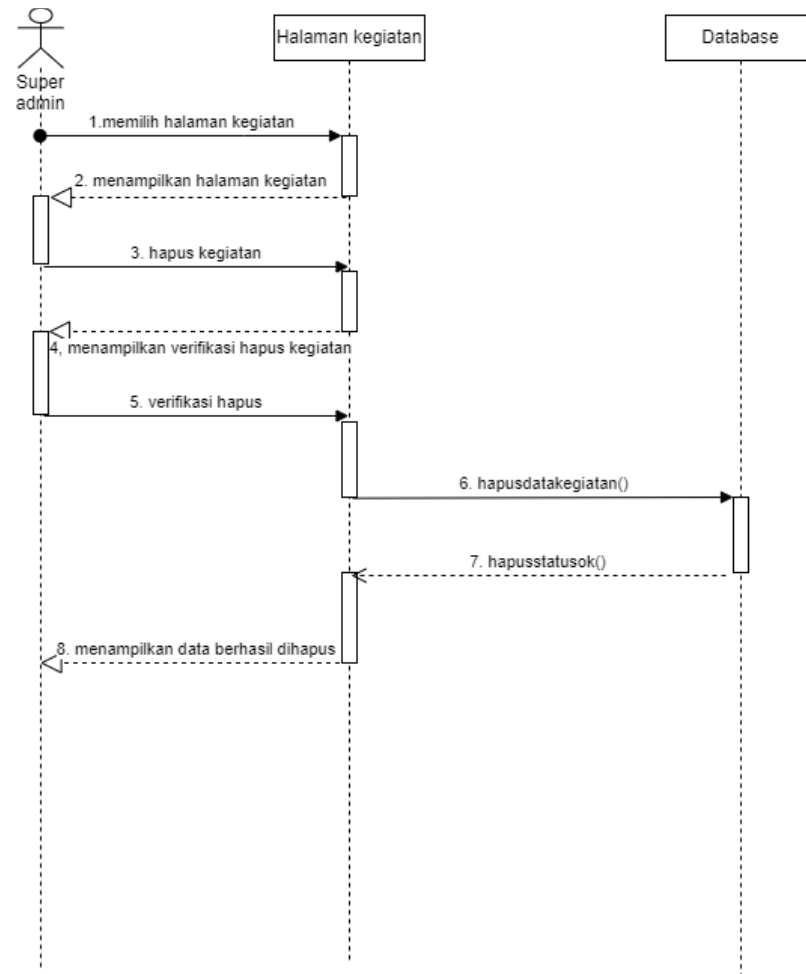 Super
admin
Halaman kegiatan
Database
1.memilih halaman kegiatan
2. menampilkan halaman kegiatan
3. hapus kegiatan
4, menampilkan verifikasi hapus kegiatan
5. verifikasi hapus
6. hapusdatakegiatan()
7. hapusstatusok()
8. menampilkan data berhasil dihapus